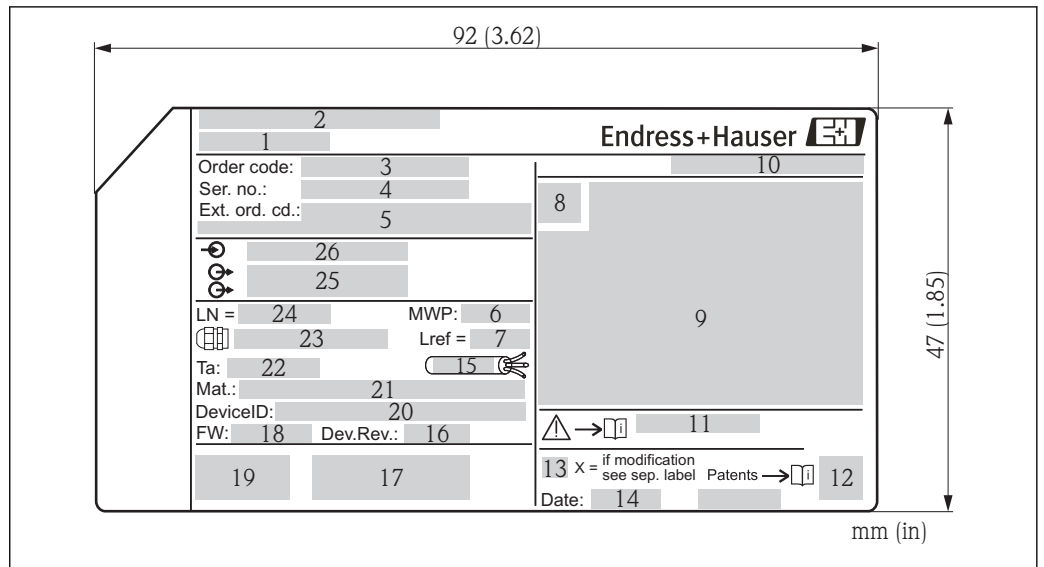 92 (3.62)
2
1
Endress+Hauser
10
Order code: 3
Ser. no.: 4
Ext. ord. cd.: 5
8
26
25
9
47 (1.85)
LN = 24 MWP: 6
23 Lref = 7
Ta: 22 15
Mat.: 21
DeviceID: 20
FW: 18 Dev.Rev.: 16
i 11
19 17
13 X = if modification
see sep. label Patents i 12
Date: 14
mm (in)